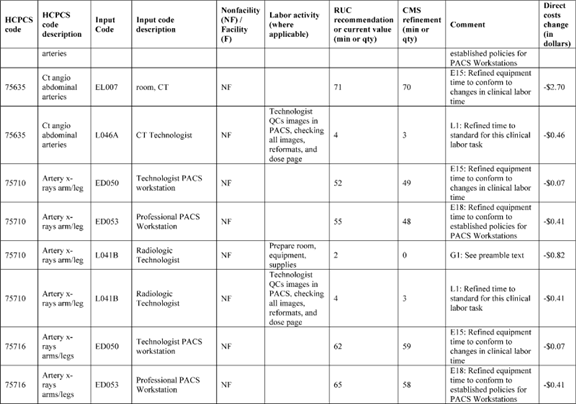 HCPCS code | HCPCS code description | Input Code | Input code description | Nonfacility (NF) / Facility (F) | Labor activity (where applicable) | RUC recommendation or current value (min or qty) | CMS refinement (min or qty) | Comment | Direct costs change (in dollars)
arteries | established policies for PACS Workstations
75635 | Ct angio abdominal arteries | EL007 | room, CT | NF | | 71 | 70 | E15: Refined equipment time to conform to changes in clinical labor time | -$2.70
75635 | Ct angio abdominal arteries | L046A | CT Technologist | NF | Technologist QCs images in PACS, checking all images, reformats, and dose page | 4 | 3 | L1: Refined time to standard for this clinical labor task | -$0.46
75710 | Artery x-rays arm/leg | ED050 | Technologist PACS workstation | NF | | 52 | 49 | E15: Refined equipment time to conform to changes in clinical labor time | -$0.07
75710 | Artery x-rays arm/leg | ED053 | Professional PACS Workstation | NF | | 55 | 48 | E18: Refined equipment time to conform to established policies for PACS Workstations | -$0.41
75710 | Artery x-rays arm/leg | L041B | Radiologic Technologist | NF | Prepare room, equipment, supplies | 2 | 0 | G1: See preamble text | -$0.82
75710 | Artery x-rays arm/leg | L041B | Radiologic Technologist | NF | Technologist QCs images in PACS, checking all images, reformats, and dose page | 4 | 3 | L1: Refined time to standard for this clinical labor task | -$0.41
75716 | Artery x-rays arms/legs | ED050 | Technologist PACS workstation | NF | | 62 | 59 | E15: Refined equipment time to conform to changes in clinical labor time | -$0.07
75716 | Artery x-rays arms/legs | ED053 | Professional PACS Workstation | NF | | 65 | 58 | E18: Refined equipment time to conform to established policies for PACS Workstations | -$0.41